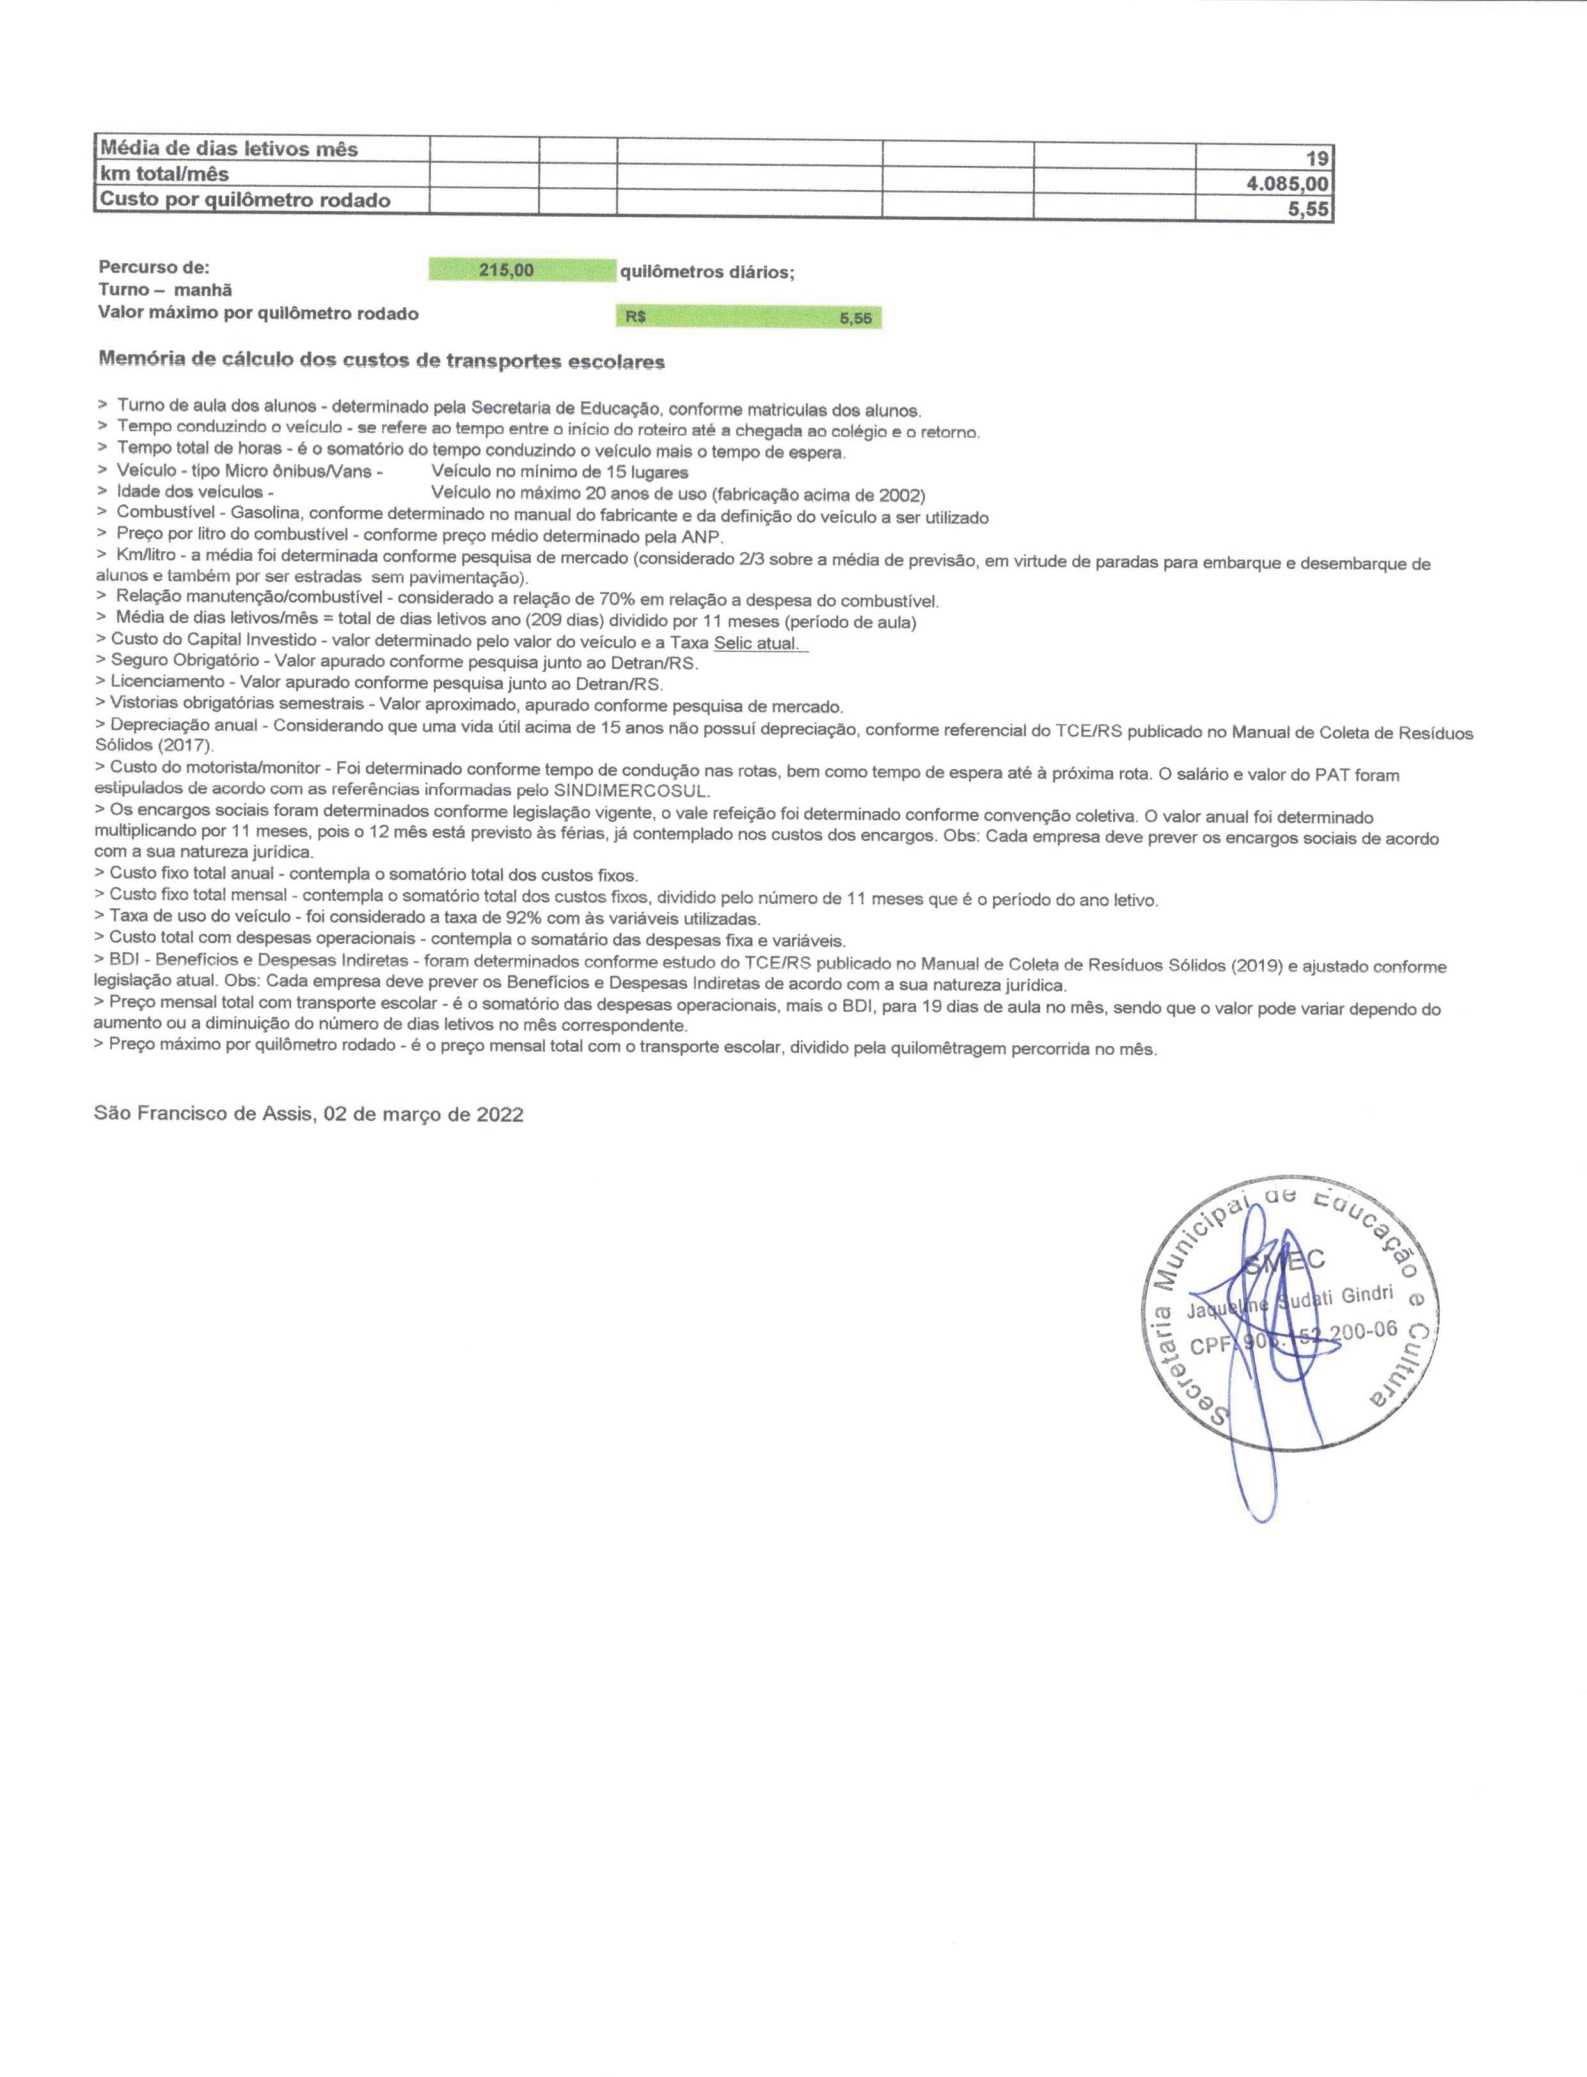 Média de dias letivos mês 19
km total/mês 4.085,00
Custo por quilômetro rodado 5,55
Percurso de: 215,00 quilômetros diários;
Turno – manhã
Valor máximo por quilômetro rodado R$ 5,55
Memória de cálculo dos custos de transportes escolares
> Turno de aula dos alunos - determinado pela Secretaria de Educação, conforme matriculas dos alunos.
> Tempo conduzindo o veículo - se refere ao tempo entre o início do roteiro até a chegada ao colégio e o retorno.
> Tempo total de horas - é o somatório do tempo conduzindo o veículo mais o tempo de espera.
> Veículo - tipo Micro ônibus/Vans - Veículo no mínimo de 15 lugares
> Idade dos veículos - Veículo no máximo 20 anos de uso (fabricação acima de 2002)
> Combustível - Gasolina, conforme determinado no manual do fabricante e da definição do veículo a ser utilizado
> Preço por litro do combustível - conforme preço médio determinado pela ANP.
> Km/litro - a média foi determinada conforme pesquisa de mercado (considerado 2/3 sobre a média de previsão, em virtude de paradas para embarque e desembarque de
alunos e também por ser estradas sem pavimentação).
> Relação manutenção/combustível - considerado a relação de 70% em relação a despesa do combustível.
> Média de dias letivos/mês = total de dias letivos ano (209 dias) dividido por 11 meses (período de aula)
> Custo do Capital Investido - valor determinado pelo valor do veículo e a Taxa Selic atual.
> Seguro Obrigatório - Valor apurado conforme pesquisa junto ao Detran/RS.
> Licenciamento - Valor apurado conforme pesquisa junto ao Detran/RS.
> Vistorias obrigatórias semestrais - Valor aproximado, apurado conforme pesquisa de mercado.
> Depreciação anual - Considerando que uma vida útil acima de 15 anos não possuí depreciação, conforme referencial do TCE/RS publicado no Manual de Coleta de Resíduos
Sólidos (2017).
> Custo do motorista/monitor - Foi determinado conforme tempo de condução nas rotas, bem como tempo de espera até à próxima rota. O salário e valor do PAT foram
estipulados de acordo com as referências informadas pelo SINDIMERCOSUL.
> Os encargos sociais foram determinados conforme legislação vigente, o vale refeição foi determinado conforme convenção coletiva. O valor anual foi determinado
multiplicando por 11 meses, pois o 12 mês está previsto às férias, já contemplado nos custos dos encargos. Obs: Cada empresa deve prever os encargos sociais de acordo
com a sua natureza jurídica.
> Custo fixo total anual - contempla o somatório total dos custos fixos.
> Custo fixo total mensal - contempla o somatório total dos custos fixos, dividido pelo número de 11 meses que é o período do ano letivo.
> Taxa de uso do veículo - foi considerado a taxa de 92% com às variáveis utilizadas.
> Custo total com despesas operacionais - contempla o somatário das despesas fixa e variáveis.
> BDI - Benefícios e Despesas Indiretas - foram determinados conforme estudo do TCE/RS publicado no Manual de Coleta de Resíduos Sólidos (2019) e ajustado conforme
legislação atual. Obs: Cada empresa deve prever os Benefícios e Despesas Indiretas de acordo com a sua natureza jurídica.
> Preço mensal total com transporte escolar - é o somatório das despesas operacionais, mais o BDI, para 19 dias de aula no mês, sendo que o valor pode variar dependo do
aumento ou a diminuição do número de dias letivos no mês correspondente.
> Preço máximo por quilômetro rodado - é o preço mensal total com o transporte escolar, dividido pela quilomêtragem percorrida no mês.
São Francisco de Assis, 02 de março de 2022
Secretaria Municipal de Educação e Cultura
SMEC
Jaqueline Sudati Gindri
CPF.